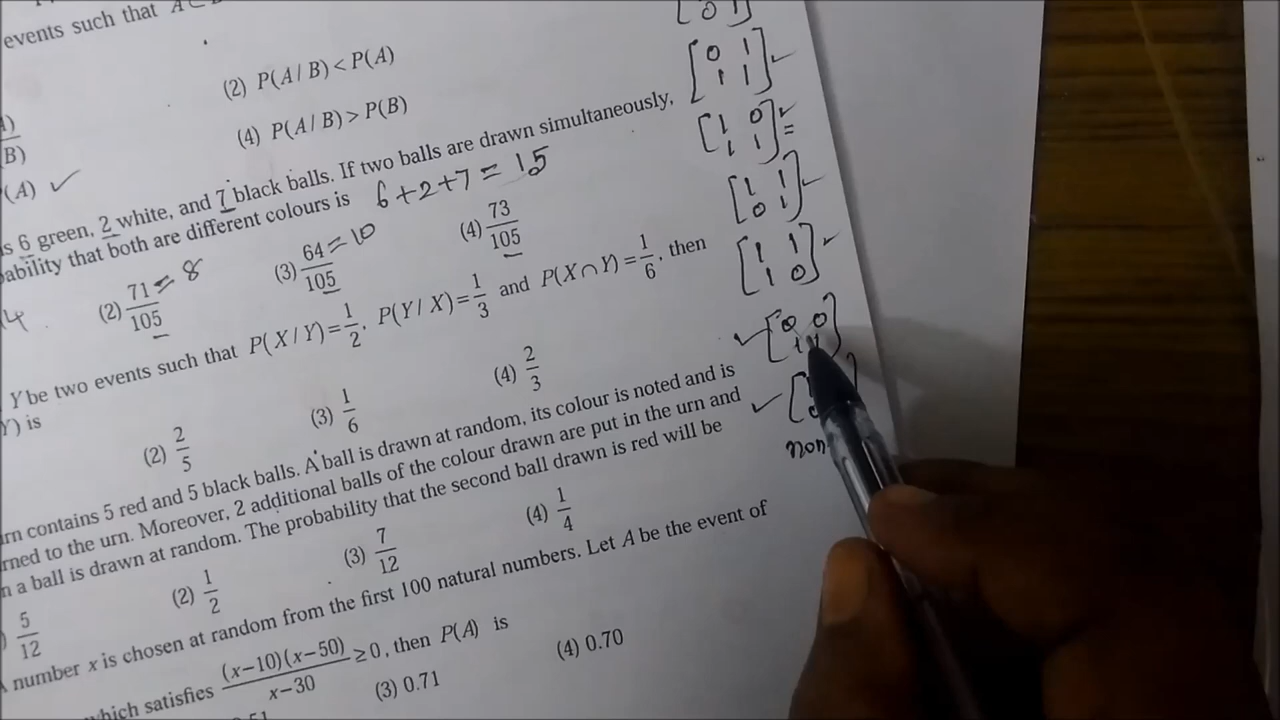 events such that A
(2) P(A / B) < P(A)
B)
(4) P(A / B) > P(B)
(A) ✓
6 green, 2 white, and 7 black balls. If two balls are drawn simultaneously,
that both are different colours is 6+2+7 = 15
(2) 71/105 = 8 (3) 64/105 = 10 (4) 73/105
Y be two events such that P(X / Y) = 1/2, P(Y / X) = 1/3 and P(X ∩ Y) = 1/6, then
Y) is
(2) 2/5 (3) 1/6 (4) 2/3
contains 5 red and 5 black balls. A ball is drawn at random, its colour is noted and is
to the urn. Moreover, 2 additional balls of the colour drawn are put in the urn and
a ball is drawn at random. The probability that the second ball drawn is red will be
5/12 (2) 1/2 (3) 7/12 (4) 1/4
number x is chosen at random from the first 100 natural numbers. Let A be the event of
which satisfies (x–10)(x–50)/x–30 ≥ 0, then P(A) is
(3) 0.71 (4) 0.70
0 1
[0 1
1 1] ✓
[1 0
1 1] ✓ =
[1 1
0 1] ✓
[1 1
1 0] ✓
✓ [0 0
1 1]
✓ [
non